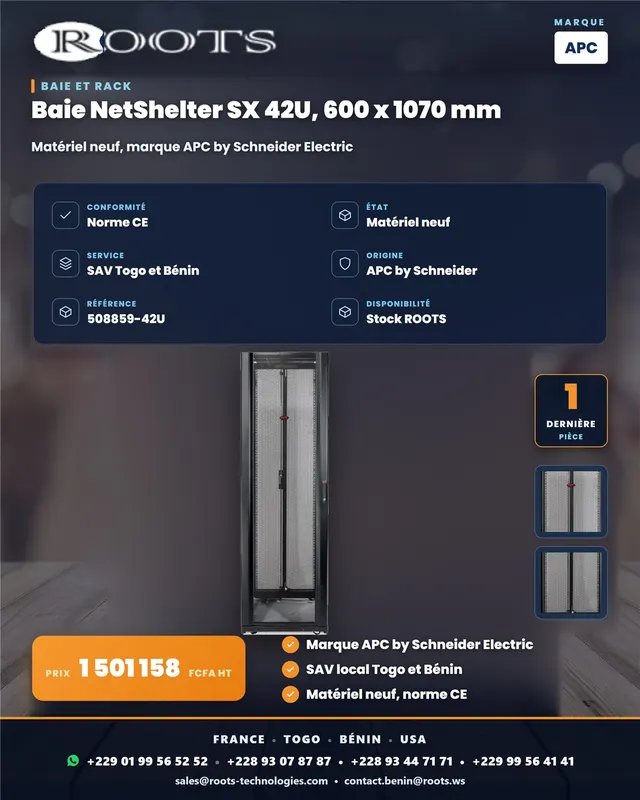 ROOTS
MARQUE
APC
BAIE ET RACK
Baie NetShelter SX 42U, 600 x 1070 mm
Matériel neuf, marque APC by Schneider Electric
CONFORMITÉ
Norme CE
ÉTAT
Matériel neuf
SERVICE
SAV Togo et Bénin
ORIGINE
APC by Schneider
RÉFÉRENCE
508859-42U
DISPONIBILITÉ
Stock ROOTS
1
DERNIÈRE
PIÈCE
PRIX 1 501 158 FCFA HT
Marque APC by Schneider Electric
SAV local Togo et Bénin
Matériel neuf, norme CE
FRANCE • TOGO • BÉNIN • USA
+229 01 99 56 52 52 • +228 93 07 87 87 • +228 93 44 71 71 • +229 99 56 41 41
sales@roots-technologies.com • contact.benin@roots.ws